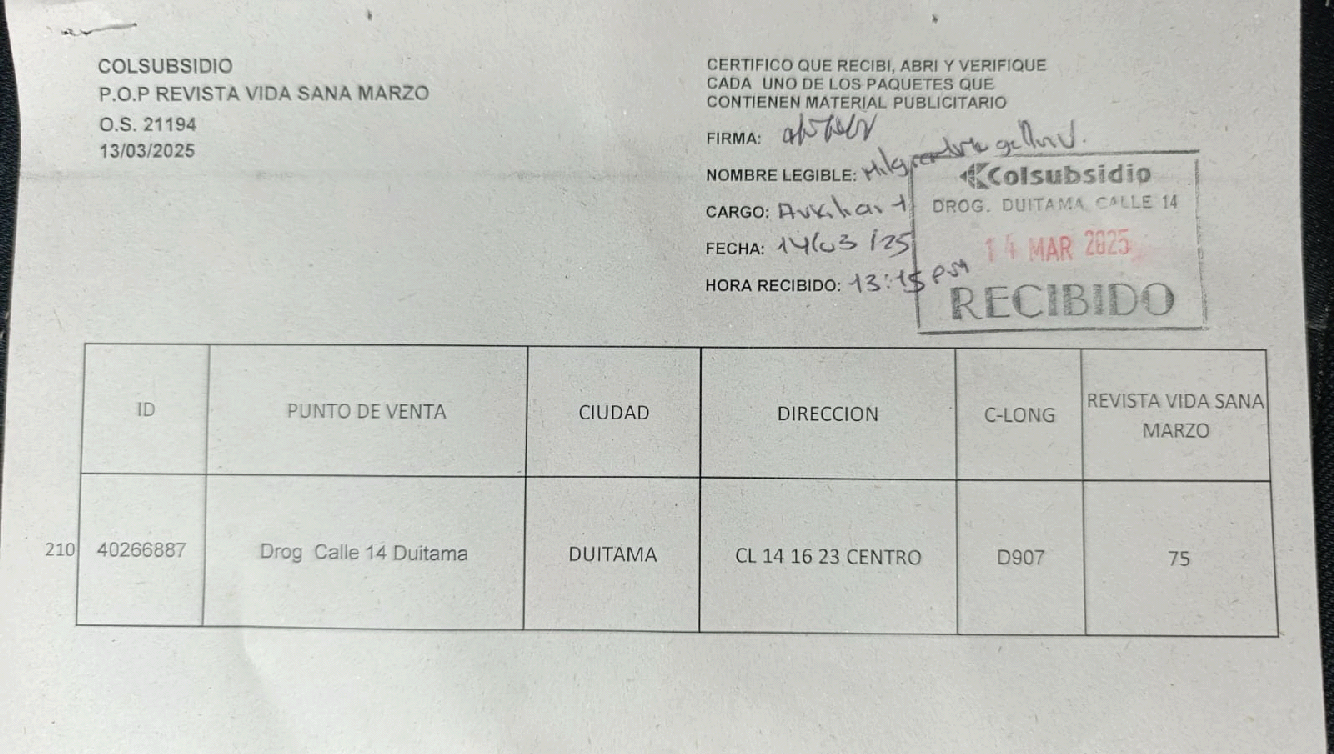 COLSUBSIDIO
P.O.P REVISTA VIDA SANA MARZO
O.S. 21194
13/03/2025
CERTIFICO QUE RECIBI, ABRI Y VERIFIQUE
CADA UNO DE LOS PAQUETES QUE
CONTIENEN MATERIAL PUBLICITARIO
FIRMA:
NOMBRE LEGIBLE:
CARGO:
FECHA: 14/03/25
HORA RECIBIDO: 13:15
Colsubsidio
DROG. DUITAMA CALLE 14
14 MAR 2025
RECIBIDO
ID PUNTO DE VENTA CIUDAD DIRECCION C-LONG REVISTA VIDA SANA MARZO
210 40266887 Drog Calle 14 Duitama DUITAMA CL 14 16 23 CENTRO D907 75